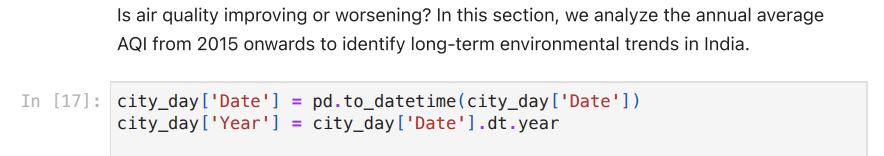 Is air quality improving or worsening? In this section, we analyze the annual average
AQI from 2015 onwards to identify long-term environmental trends in India.
In [17]: city_day['Date'] = pd.to_datetime(city_day['Date'])
city_day['Year'] = city_day['Date'].dt.year